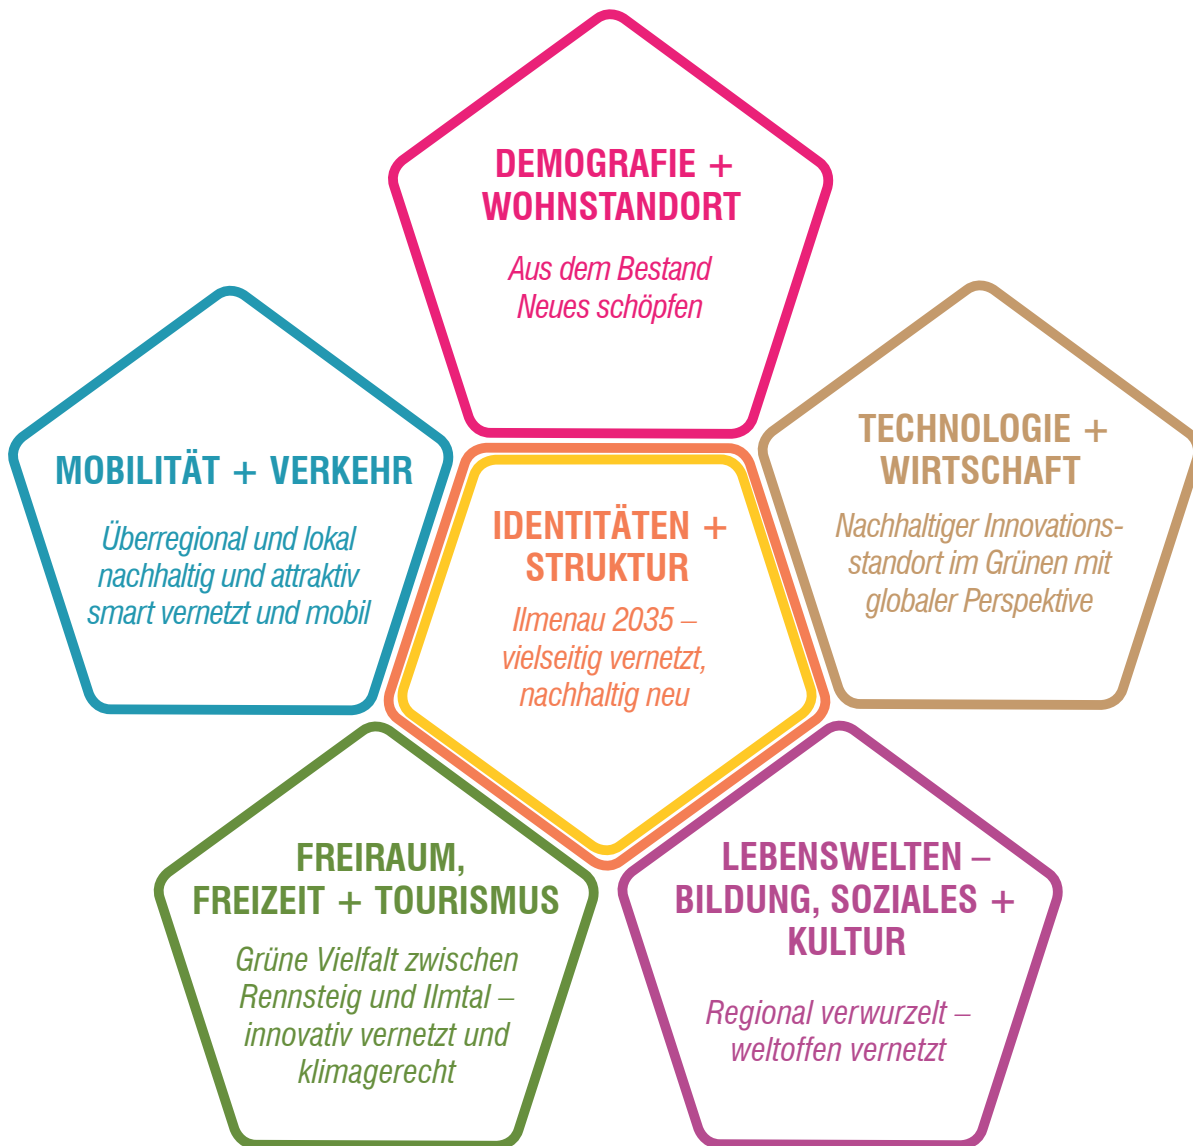 DEMOGRAFIE +
WOHNSTANDORT
Aus dem Bestand
Neues schöpfen
MOBILITÄT + VERKEHR
Überregional und lokal
nachhaltig und attraktiv
smart vernetzt und mobil
IDENTITÄTEN +
STRUKTUR
Ilmenau 2035 –
vielseitig vernetzt,
nachhaltig neu
TECHNOLOGIE +
WIRTSCHAFT
Nachhaltiger Innovations-
standort im Grünen mit
globaler Perspektive
FREIRAUM,
FREIZEIT + TOURISMUS
Grüne Vielfalt zwischen
Rennsteig und Ilmtal –
innovativ vernetzt und
klimagerecht
LEBENSWELTEN –
BILDUNG, SOZIALES +
KULTUR
Regional verwurzelt –
weltoffen vernetzt